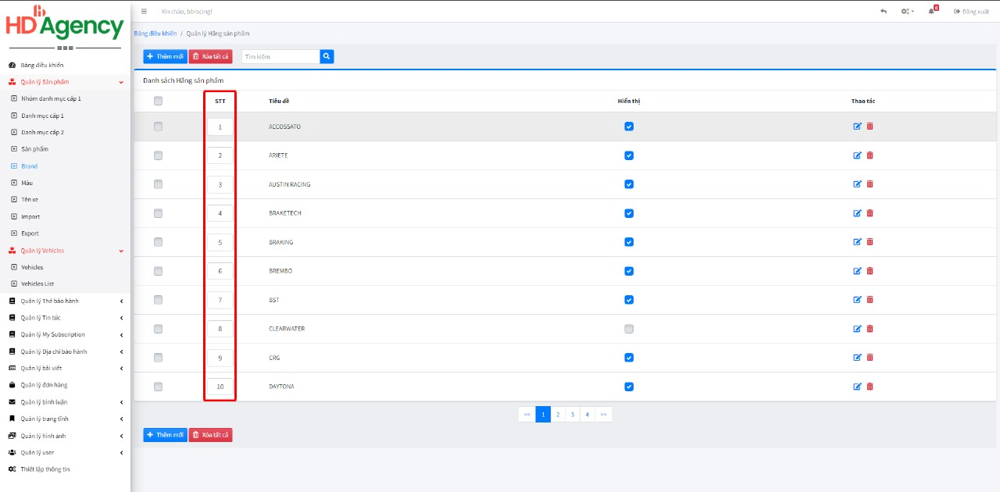 HD Agency
Xin chào, bbracing!
0
Đăng xuất
Bảng điều khiển / Quản lý Hãng sản phẩm
Thêm mới
Xóa tất cả
Tìm kiếm
Bảng điều khiển
Quản lý Sản phẩm
Nhóm danh mục cấp 1
Danh mục cấp 1
Danh mục cấp 2
Sản phẩm
Brand
Màu
Tên xe
Import
Export
Quản lý Vehicles
Vehicles
Vehicles List
Quản lý Thẻ bảo hành
Quản lý Tin tức
Quản lý My Subscription
Quản lý Địa chỉ bảo hành
Quản lý bài viết
Quản lý đơn hàng
Quản lý bình luận
Quản lý trang tĩnh
Quản lý hình ảnh
Quản lý user
Thiết lập thông tin
Danh sách Hãng sản phẩm
STT Tiêu đề Hiển thị Thao tác
1 ACCOSSATO
2 ARIETE
3 AUSTIN RACING
4 BRAKETECH
5 BRAKING
6 BREMBO
7 BST
8 CLEARWATER
9 CRG
10 DAYTONA
<< 1 2 3 4 >>
Thêm mới
Xóa tất cả